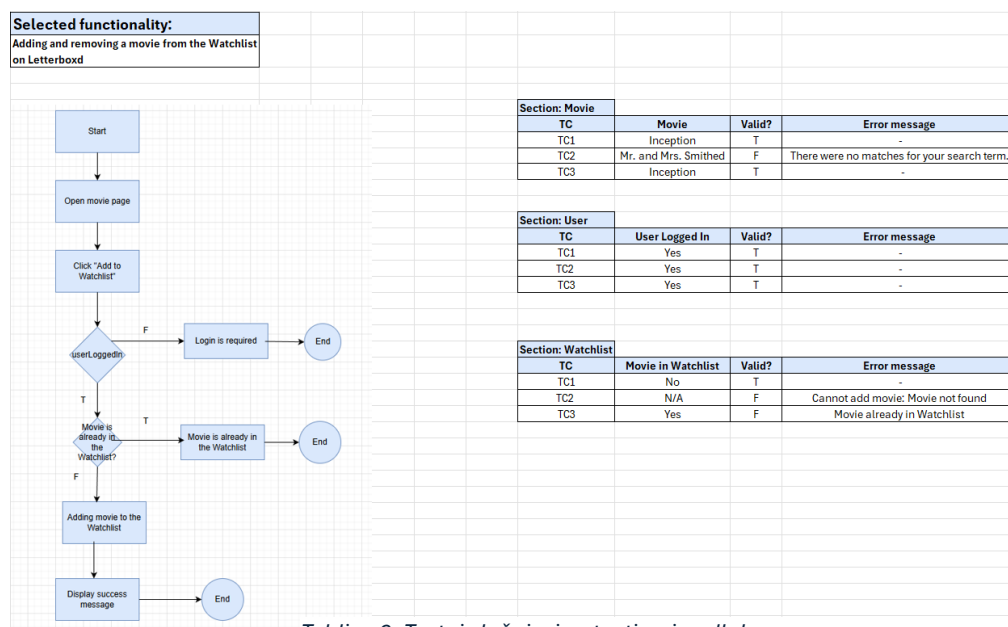 Selected functionality:
Adding and removing a movie from the Watchlist
on Letterboxd
Start
Open movie page
Click "Add to
Watchlist"
userLoggedIn
F
Login is required
End
T
Movie is
already in
the
Watchlist?
T
Movie is already in
the Watchlist
End
F
Adding movie to the
Watchlist
Display success
message
End
Section: Movie
TC Movie Valid? Error message
TC1 Inception T -
TC2 Mr. and Mrs. Smithed F There were no matches for your search term.
TC3 Inception T -
Section: User
TC User Logged In Valid? Error message
TC1 Yes T -
TC2 Yes T -
TC3 Yes T -
Section: Watchlist
TC Movie in Watchlist Valid? Error message
TC1 No T -
TC2 N/A F Cannot add movie: Movie not found
TC3 Yes F Movie already in Watchlist